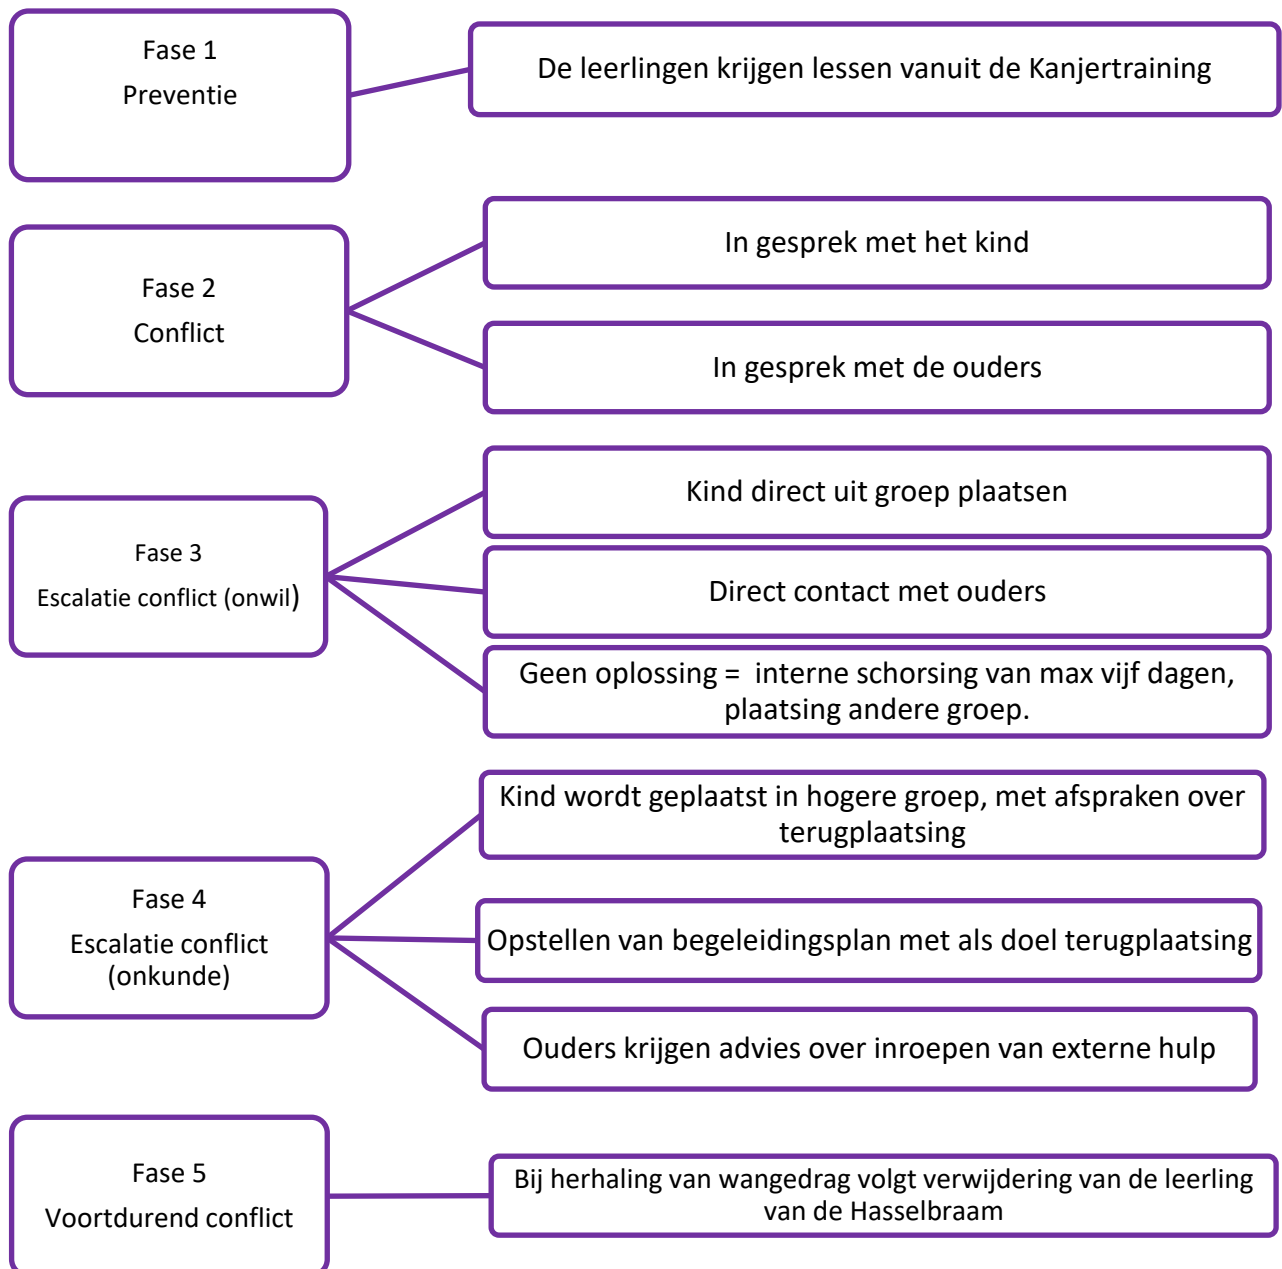 Fase 1
Preventie
De leerlingen krijgen lessen vanuit de Kanjertraining
Fase 2
Conflict
In gesprek met het kind
In gesprek met de ouders
Fase 3
Escalatie conflict (onwil)
Kind direct uit groep plaatsen
Direct contact met ouders
Geen oplossing = interne schorsing van max vijf dagen,
plaatsing andere groep.
Fase 4
Escalatie conflict
(onkunde)
Kind wordt geplaatst in hogere groep, met afspraken over
terugplaatsing
Opstellen van begeleidingsplan met als doel terugplaatsing
Ouders krijgen advies over inroepen van externe hulp
Fase 5
Voortdurend conflict
Bij herhaling van wangedrag volgt verwijdering van de leerling
van de Hasselbraam